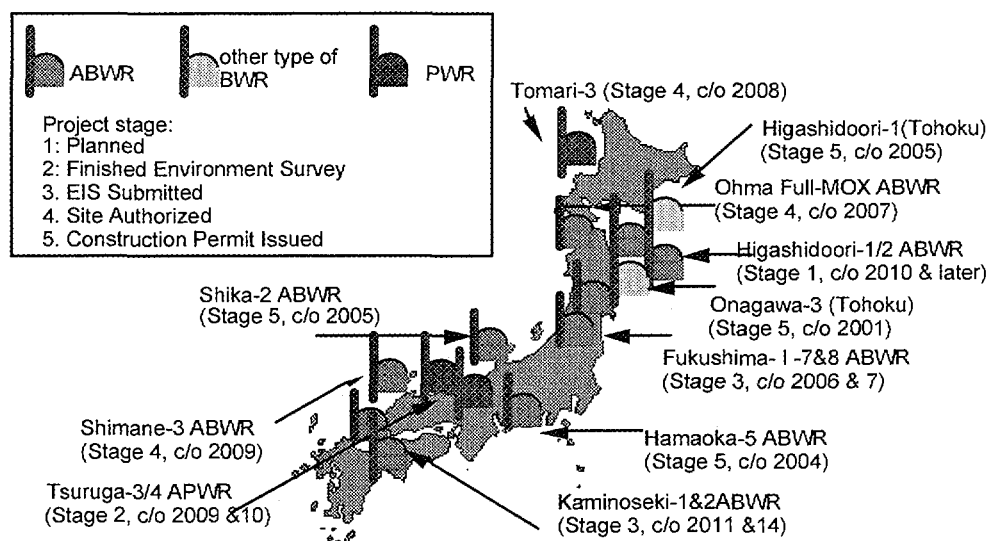 ABWR
other type of
BWR
PWR
Project stage:
1: Planned
2: Finished Environment Survey
3. EIS Submitted
4. Site Authorized
5. Construction Permit Issued
Tomari-3 (Stage 4, c/o 2008)
Higashidoori-1(Tohoku)
(Stage 5, c/o 2005)
Ohma Full-MOX ABWR
(Stage 4, c/o 2007)
Higashidoori-1/2 ABWR
(Stage 1, c/o 2010 & later)
Onagawa-3 (Tohoku)
(Stage 5, c/o 2001)
Fukushima- I -7&8 ABWR
(Stage 3, c/o 2006 & 7)
Hamaoka-5 ABWR
(Stage 5, c/o 2004)
Kaminoseki-1&2ABWR
(Stage 3, c/o 2011 &14)
Shika-2 ABWR
(Stage 5, c/o 2005)
Shimane-3 ABWR
(Stage 4, c/o 2009)
Tsuruga-3/4 APWR
(Stage 2, c/o 2009 &10)